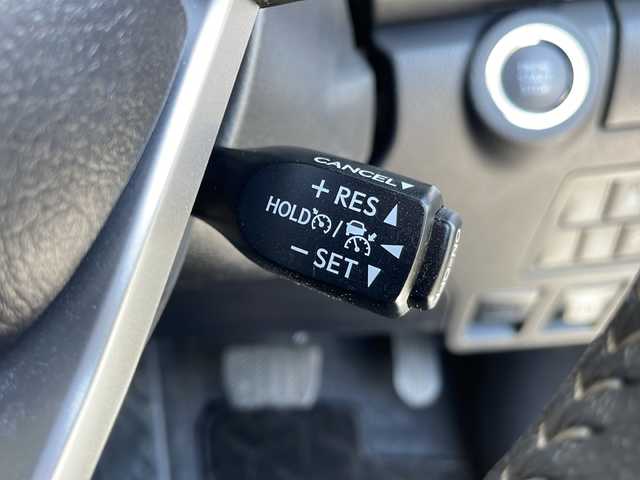 CANCEL▼
+ RES ▲
HOLD / ◀
− SET ▼